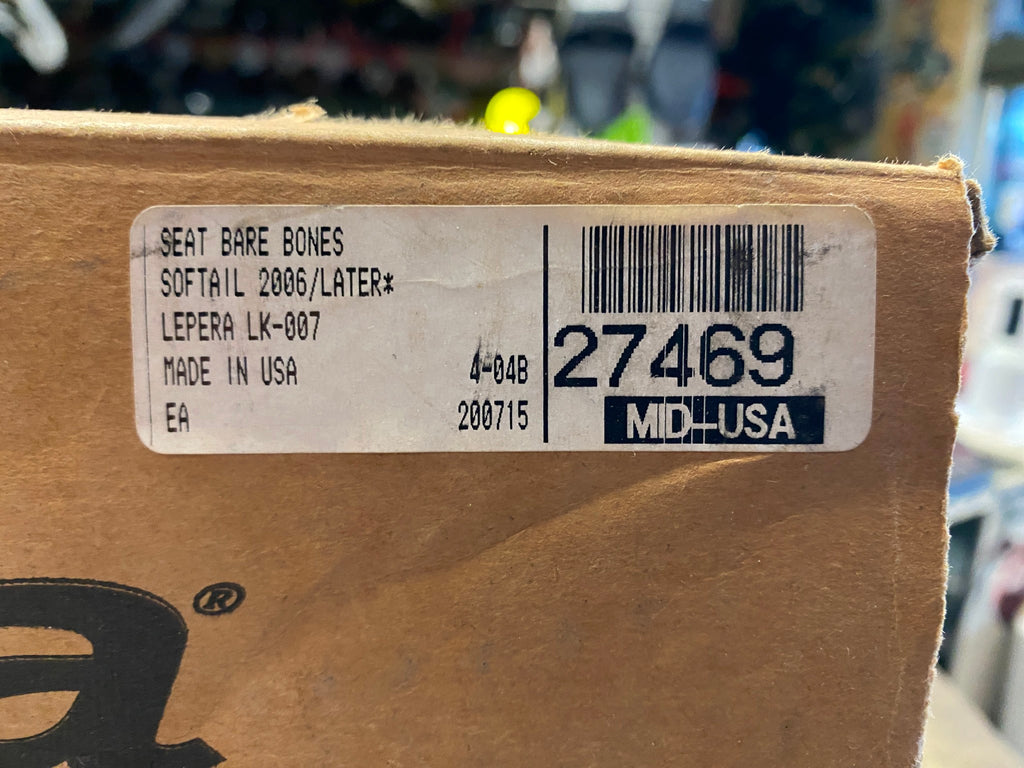 SEAT BARE BONES
SOFTAIL 2006/LATER*
LEPERA LK-007
MADE IN USA
4-04B
EA
200715
27469
MID-USA
a®